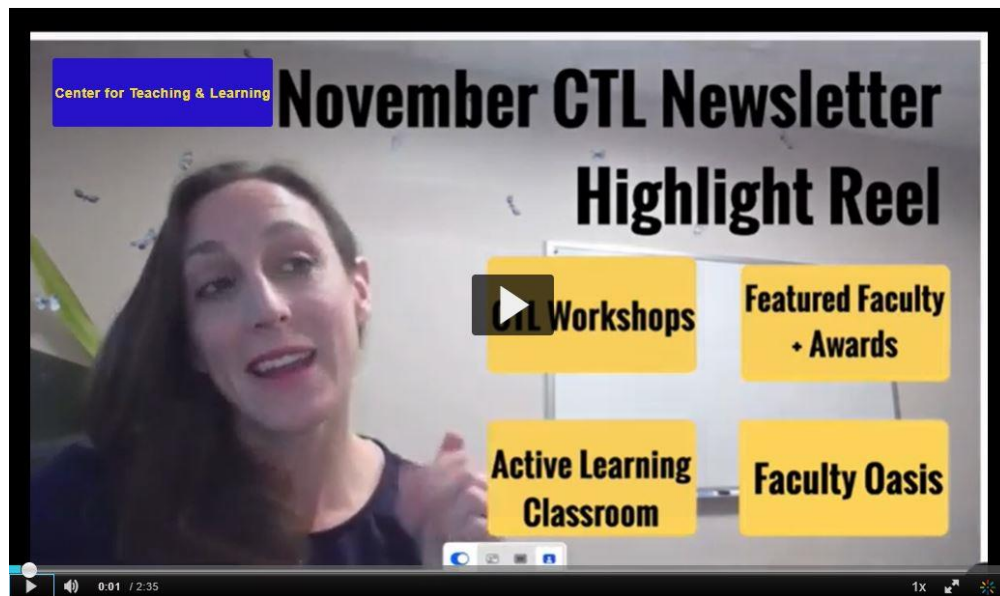 Center for Teaching & Learning
November CTL Newsletter
Highlight Reel
CTL Workshops
Featured Faculty
+ Awards
Active Learning
Classroom
Faculty Oasis
0:01 / 2:35
1x